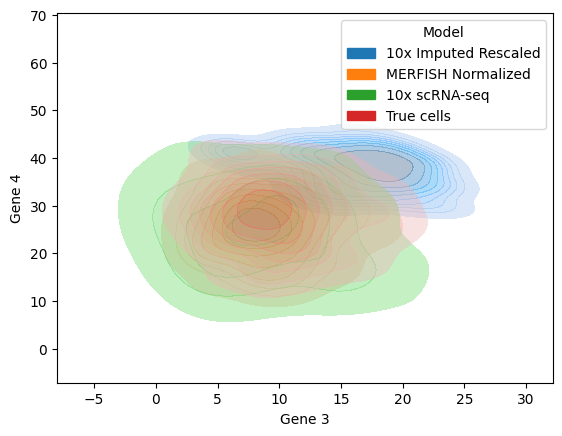 70
60
50
40
30
20
10
0
Gene 4
Model
10x Imputed Rescaled
MERFISH Normalized
10x scRNA-seq
True cells
−5 0 5 10 15 20 25 30
Gene 3